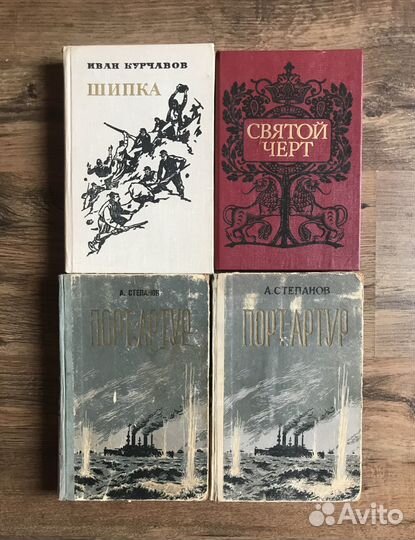 ИВАН КУРЧАВОВ
ШИПКА
СВЯТОЙ
ЧЕРТ
А. СТЕПАНОВ
ПОРТ-АРТУР
А. СТЕПАНОВ
ПОРТ-АРТУР
Avito